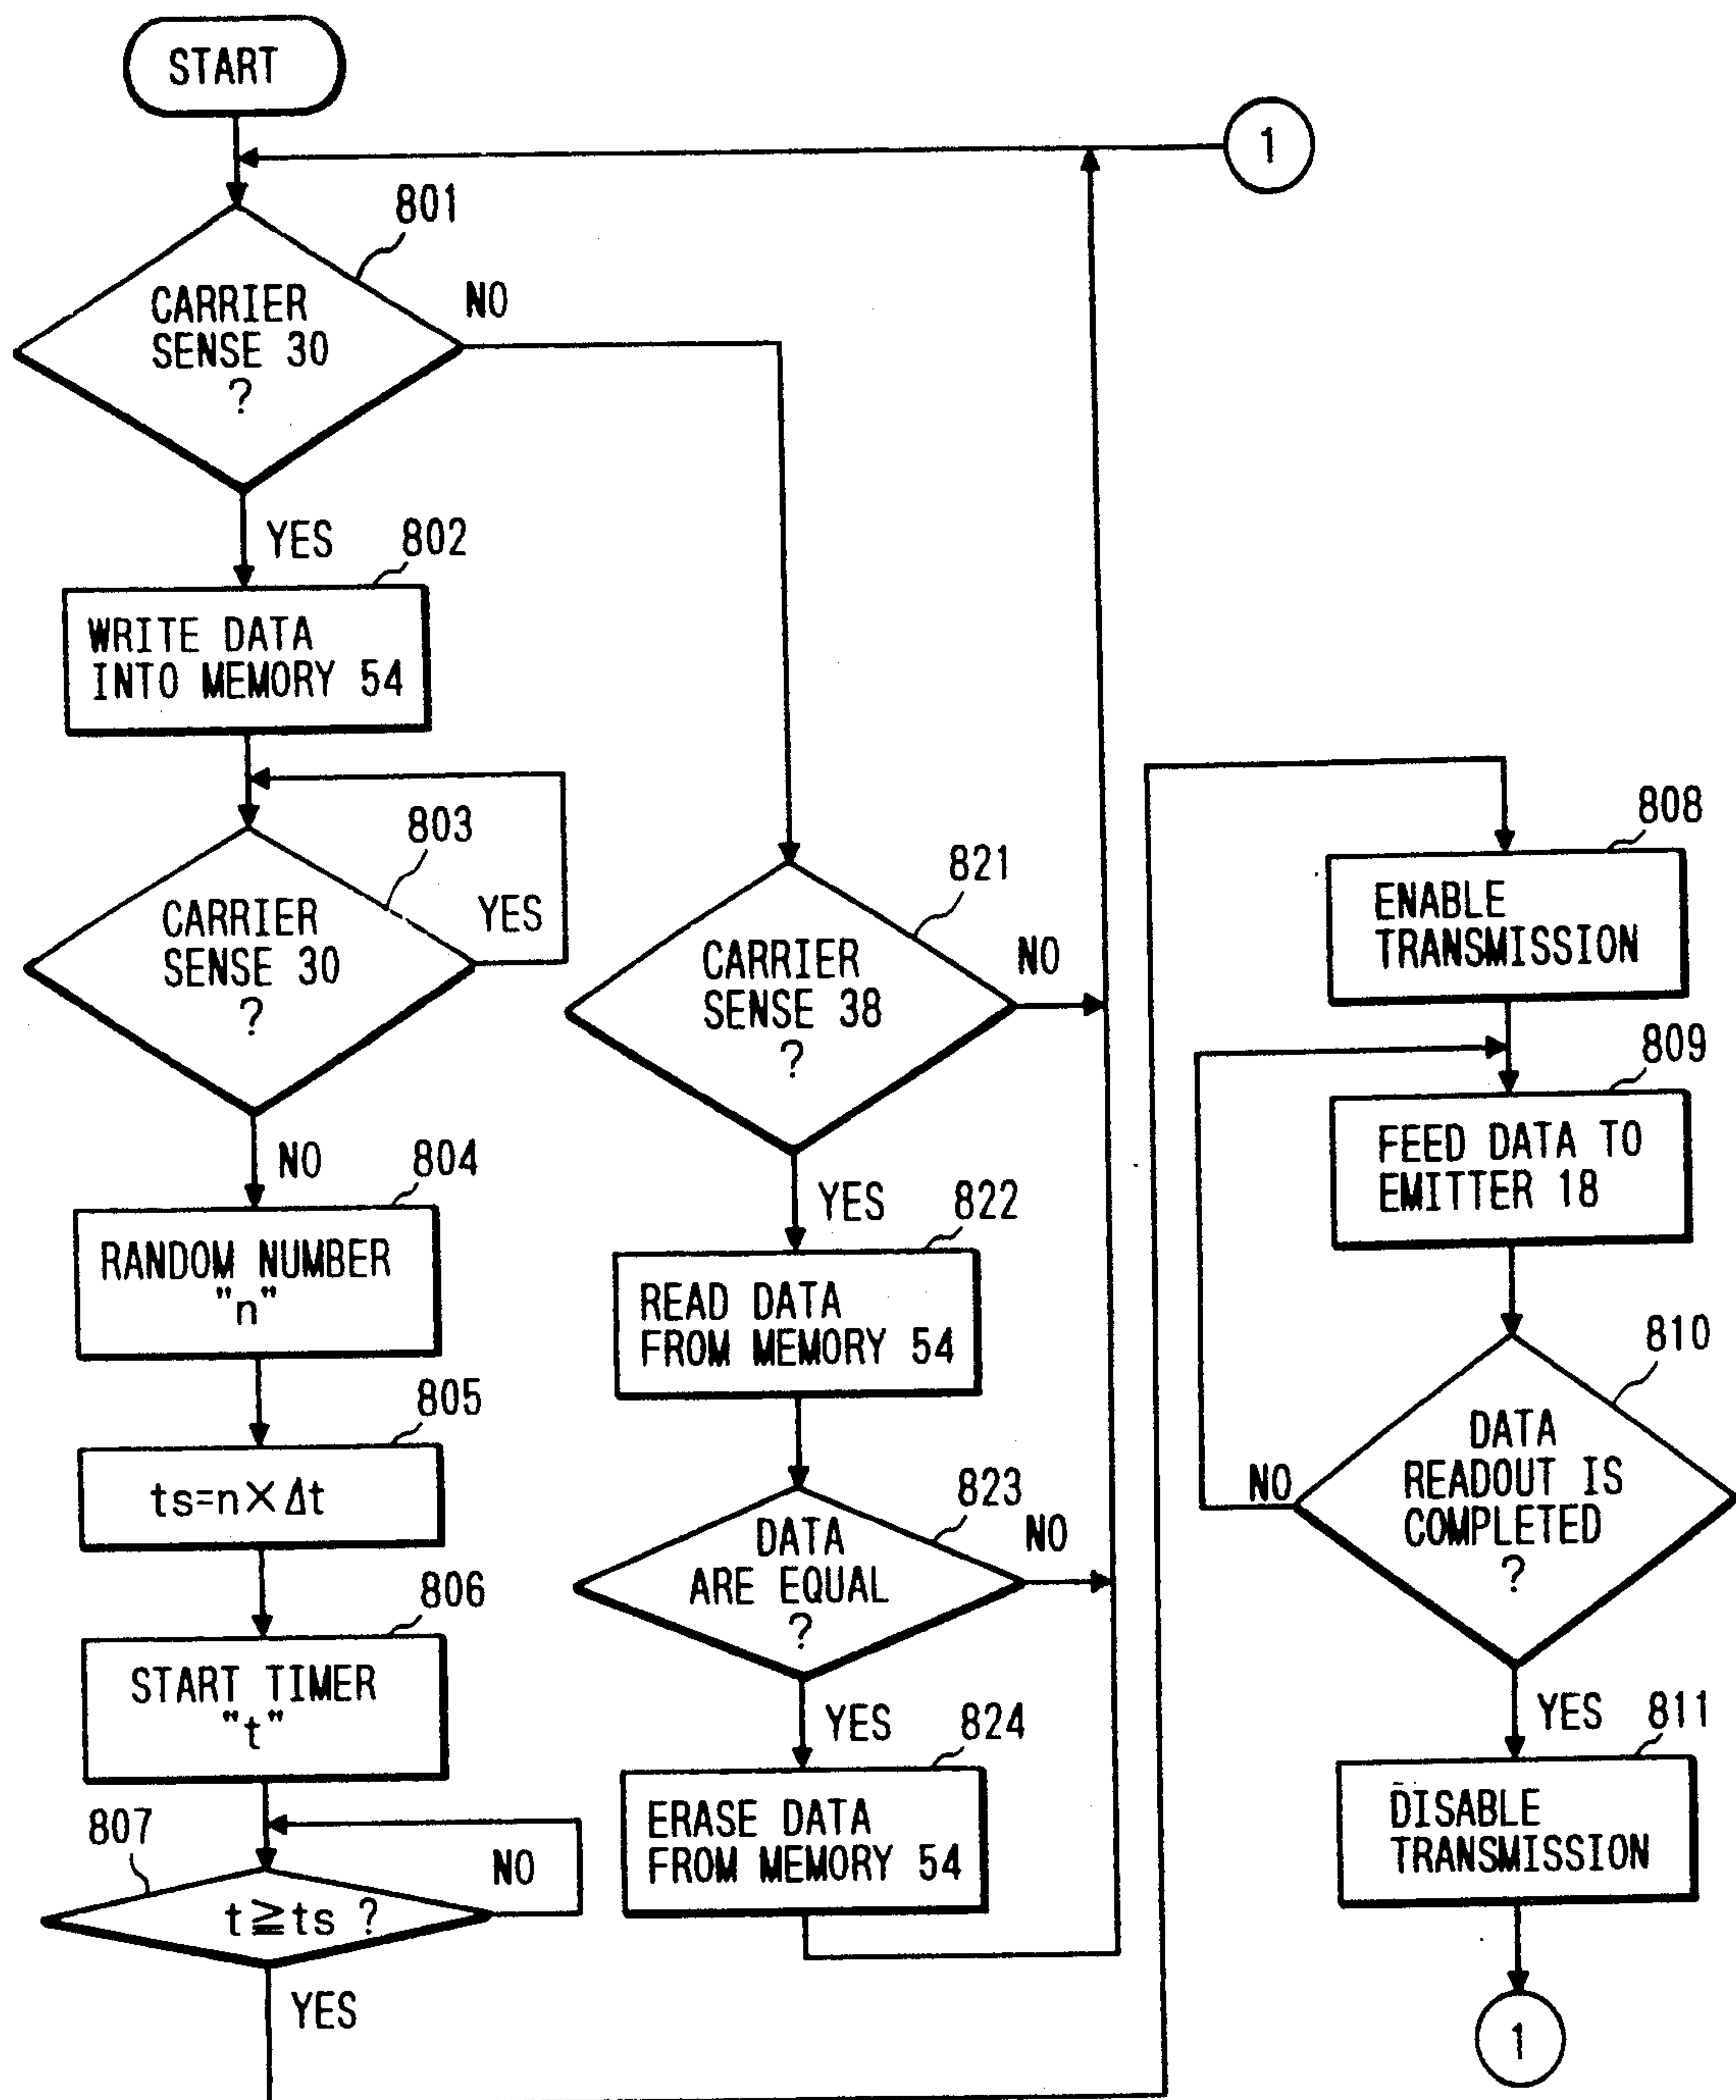 START
1
801
CARRIER
SENSE 30
?
NO
YES
802
WRITE DATA
INTO MEMORY 54
803
CARRIER
SENSE 30
?
YES
NO
804
RANDOM NUMBER
"n"
805
ts=n×Δt
806
START TIMER
"t"
807
t≧ts ?
NO
YES
821
CARRIER
SENSE 38
?
NO
YES
822
READ DATA
FROM MEMORY 54
823
DATA
ARE EQUAL
?
NO
YES
824
ERASE DATA
FROM MEMORY 54
808
ENABLE
TRANSMISSION
809
FEED DATA TO
EMITTER 18
810
DATA
READOUT IS
COMPLETED
?
NO
YES
811
DISABLE
TRANSMISSION
1